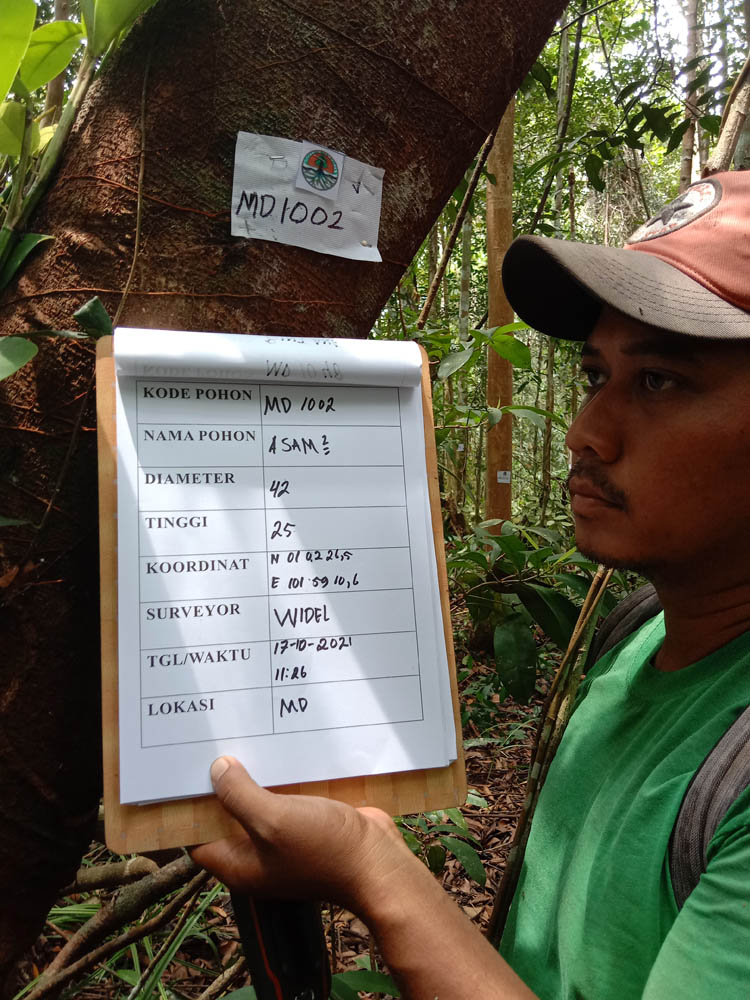 MD1002
KODE POHON MD 1002
NAMA POHON ASAM²
DIAMETER 42
TINGGI 25
KOORDINAT N 01 02 26,5
E 101 59 10,6
SURVEYOR WIDEL
TGL/WAKTU 17-10-2021
11:26
LOKASI MD